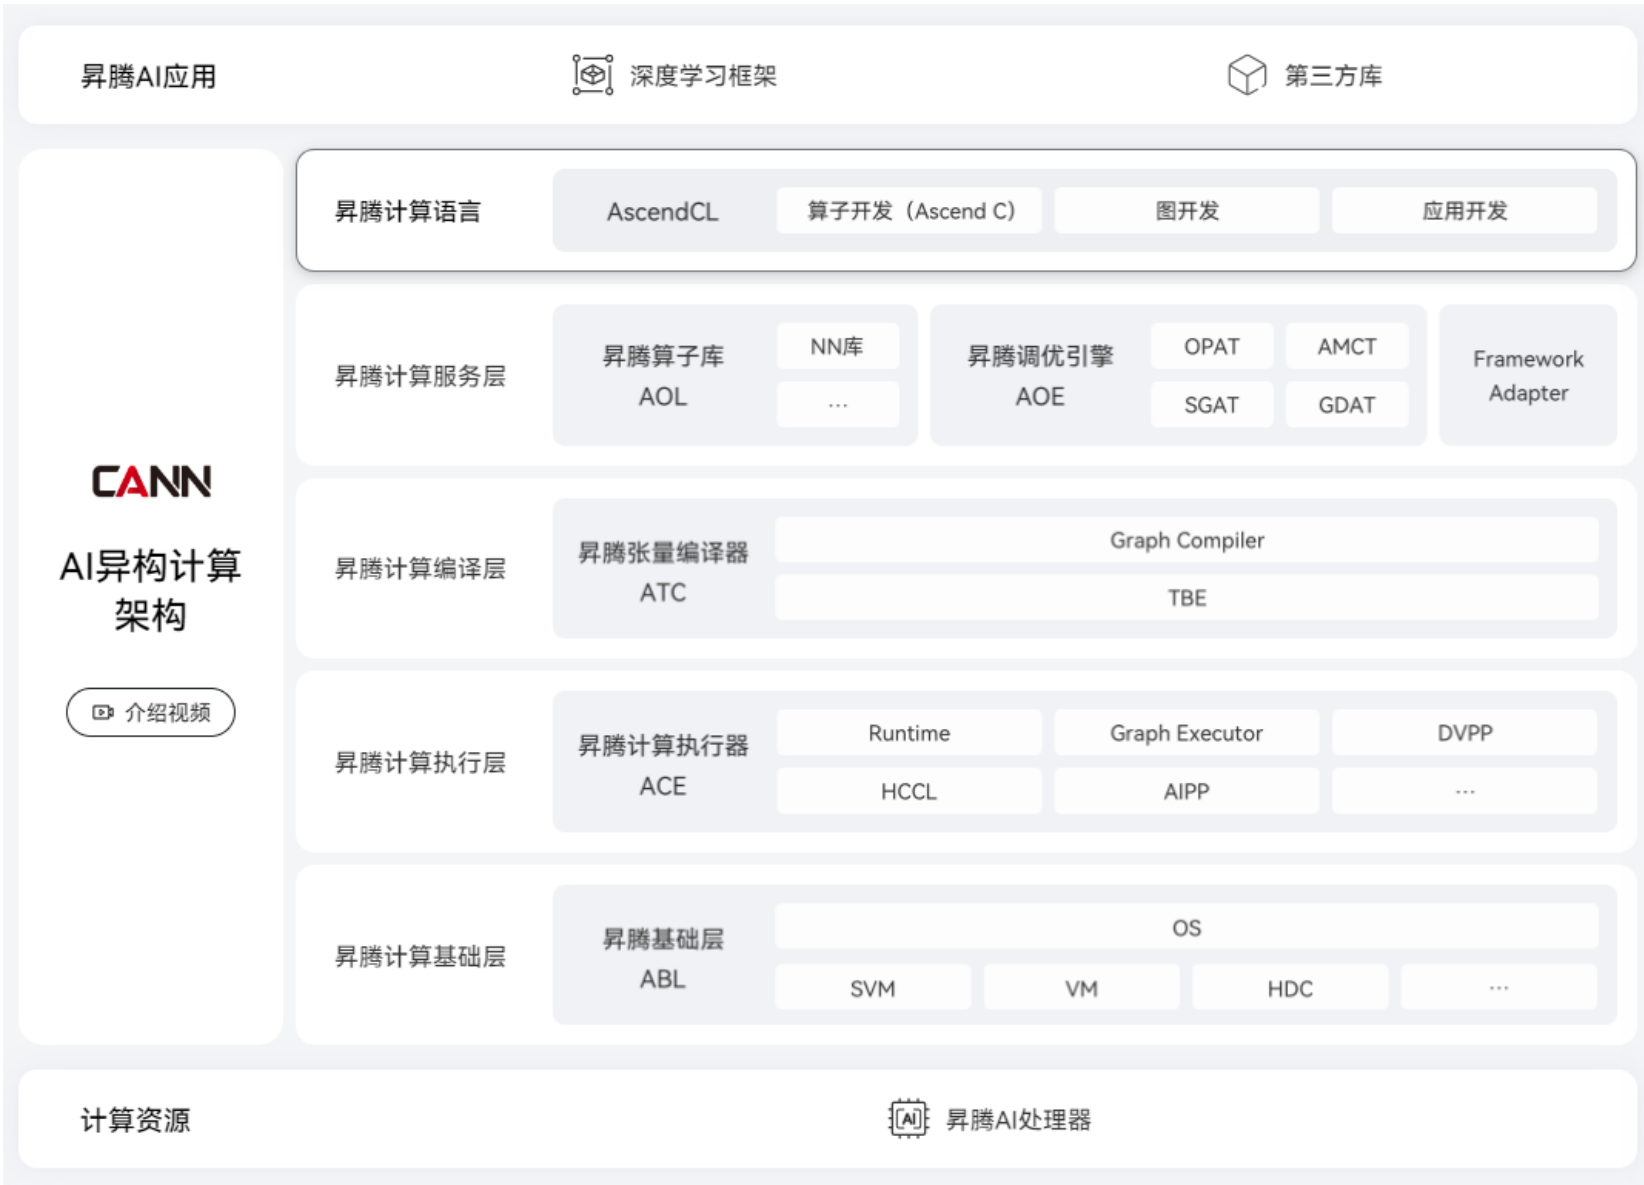 昇腾AI应用
深度学习框架
第三方库
CANN
AI异构计算
架构
介绍视频
昇腾计算语言
AscendCL
算子开发（Ascend C）
图开发
应用开发
昇腾计算服务层
昇腾算子库
AOL
NN库
...
昇腾调优引擎
AOE
OPAT
AMCT
SGAT
GDAT
Framework
Adapter
昇腾计算编译层
昇腾张量编译器
ATC
Graph Compiler
TBE
昇腾计算执行层
昇腾计算执行器
ACE
Runtime
Graph Executor
DVPP
HCCL
AIPP
...
昇腾计算基础层
昇腾基础层
ABL
OS
SVM
VM
HDC
...
计算资源
AI
昇腾AI处理器